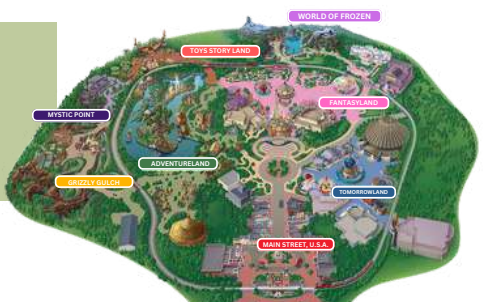 WORLD OF FROZEN
TOYS STORY LAND
FANTASYLAND
MYSTIC POINT
ADVENTURELAND
GRIZZLY GULCH
TOMORROWLAND
MAIN STREET, U.S.A.